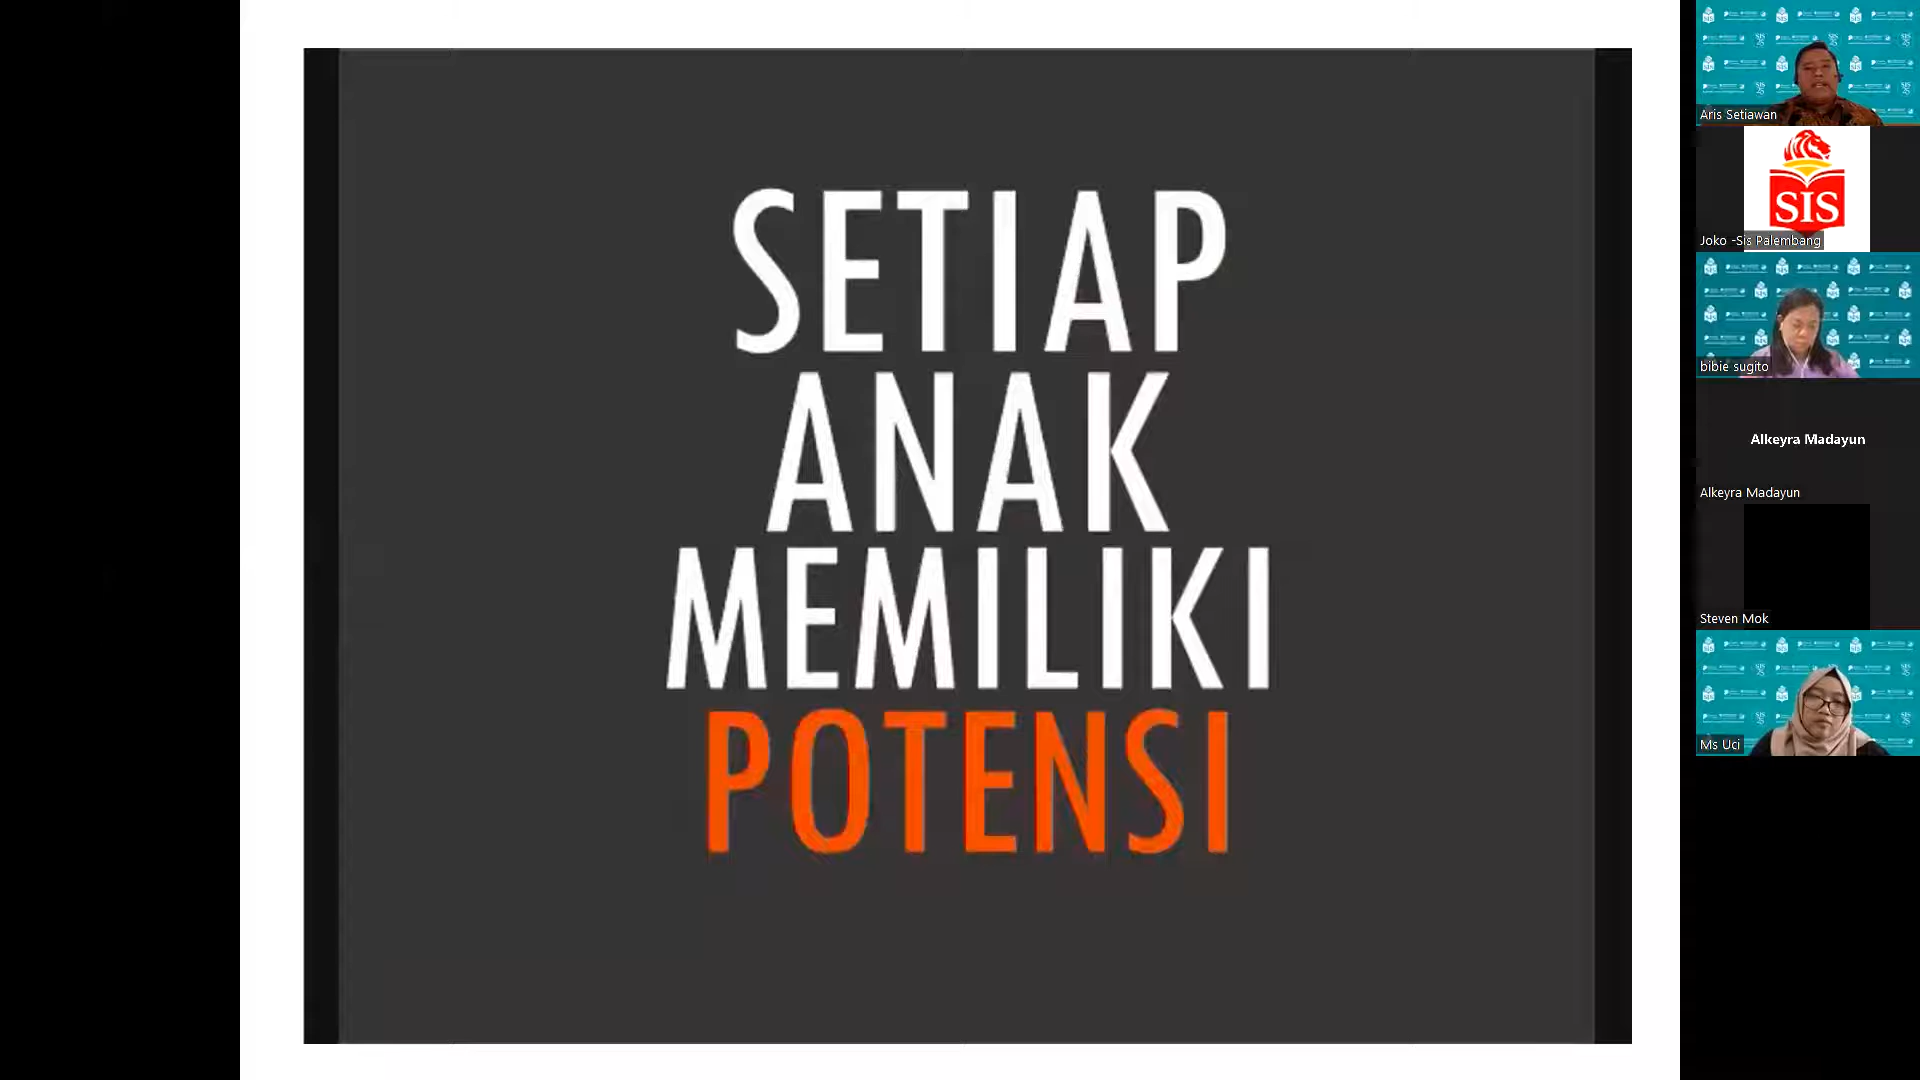 SETIAP
ANAK
MEMILIKI
POTENSI
Aris Setiawan
SIS
Joko -Sis Palembang
bibie sugito
Alkeyra Madayun
Alkeyra Madayun
Steven Mok
Ms Uci